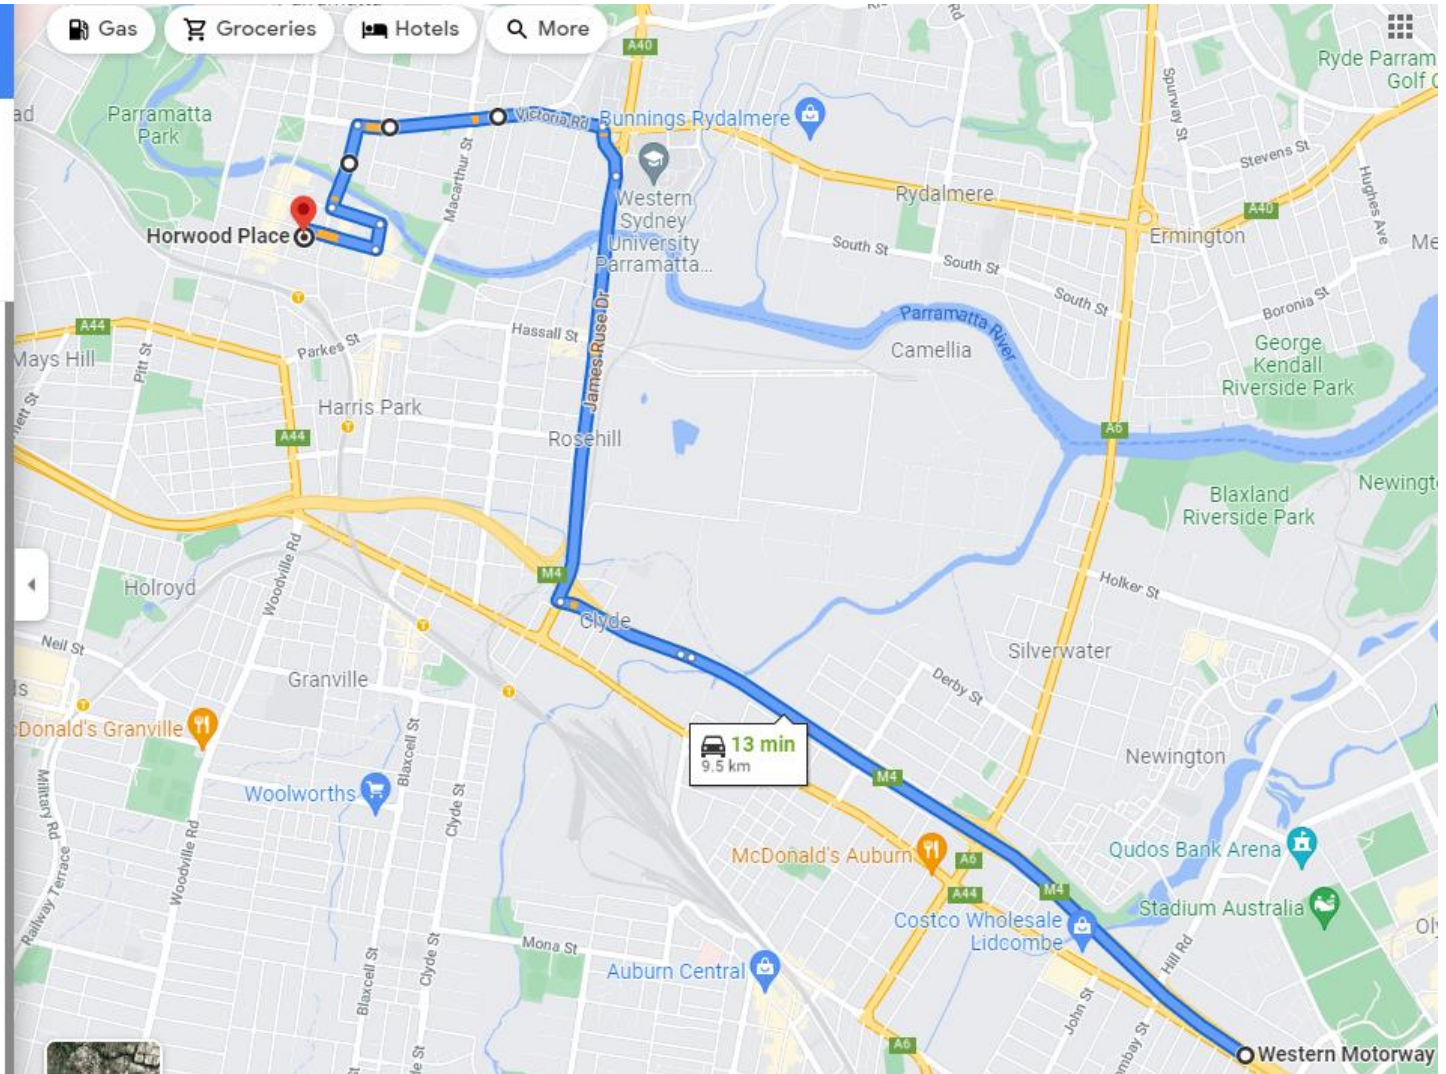 Gas
Groceries
Hotels
More
A40
Ryde Parram
Golf C
Parramatta
Park
Victoria Rd
Bunnings Rydalmere
Spurway St
Stevens St
Macarthur St
Western
Sydney
University
Parramatta...
Rydalmere
Hughes Ave
A40
Horwood Place
Ermington
South St
South St
South St
Boronia St
A44
Hassall St
James Ruse Dr
Parramatta River
Mays Hill
Pitt St
Parkes St
Camellia
George
Kendall
Riverside Park
Harris Park
A44
Rosehill
A6
Blaxland
Riverside Park
Newingt
M4
Holroyd
Woodville Rd
Clyde
Holker St
Neil St
Silverwater
Granville
Derby St
cDonald's Granville
13 min
9.5 km
Newington
Blaxcell St
M4
Woolworths
Clyde St
Military Rd
McDonald's Auburn
A6
Qudos Bank Arena
Woodville Rd
A44
M4
Stadium Australia
Railway Terrace
Costco Wholesale
Lidcombe
Mona St
Hill Rd
Auburn Central
Clyde St
Blaxcell St
John St
A6
Western Motorway